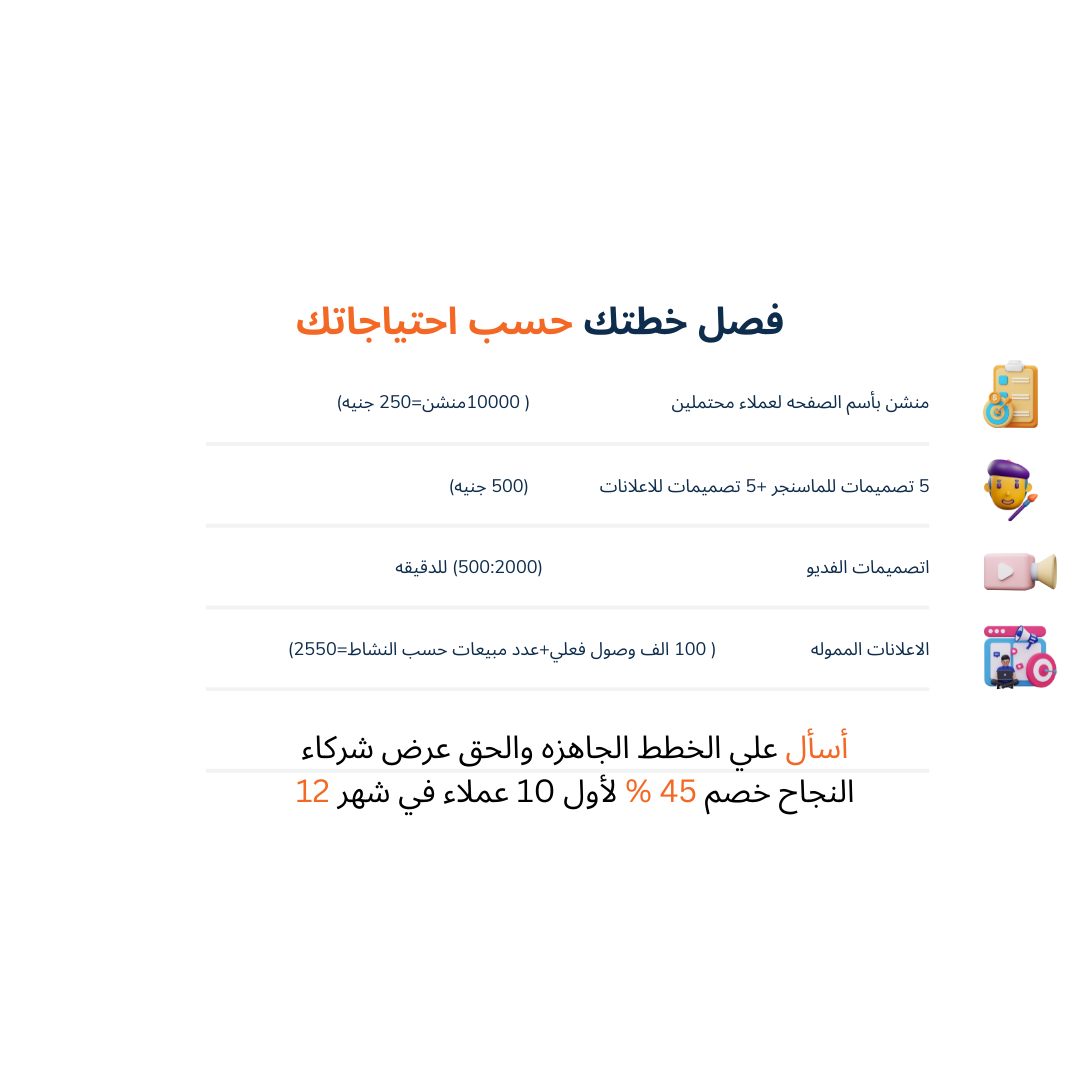 فصل خطتك حسب احتياجاتك
منشن بأسم الصفحه لعملاء محتملين ( 10000منشن=250 جنيه)
5 تصميمات للماسنجر +5 تصميمات للاعلانات (500 جنيه)
اتصميمات الفديو (500:2000) للدقيقه
الاعلانات المموله ( 100 الف وصول فعلي+عدد مبيعات حسب النشاط=2550)
أسأل علي الخطط الجاهزه والحق عرض شركاء
النجاح خصم 45 % لأول 10 عملاء في شهر 12